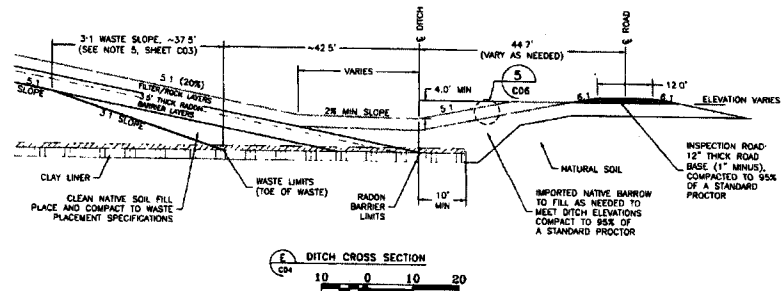 3·1 WASTE SLOPE, ~37 5'
(SEE NOTE 5, SHEET C03)
~42 5'
VARIES
℄ DITCH
44 7'
(VARY AS NEEDED)
℄ ROAD
5
C06
12 0'
5.1
SLOPE
5 1 (20%)
FILTER/ROCK LAYERS
3 5' THICK RADON
BARRIER LAYERS
3 1 SLOPE
2% MIN SLOPE
4.0' MIN
5 1
6.1
6.1
ELEVATION VARIES
CLAY LINER
CLEAN NATIVE SOIL FILL
PLACE AND COMPACT TO WASTE
PLACEMENT SPECIFICATIONS
WASTE LIMITS
(TOE OF WASTE)
RADON
BARRIER
LIMITS
10'
MIN
NATURAL SOIL
IMPORTED NATIVE BARROW
TO FILL AS NEEDED TO
MEET DITCH ELEVATIONS
COMPACT TO 95% OF
A STANDARD PROCTOR
INSPECTION ROAD·
12" THICK ROAD
BASE (1" MINUS),
COMPACTED TO 95%
OF A STANDARD
PROCTOR
E
C04
DITCH CROSS SECTION
10 0 10 20